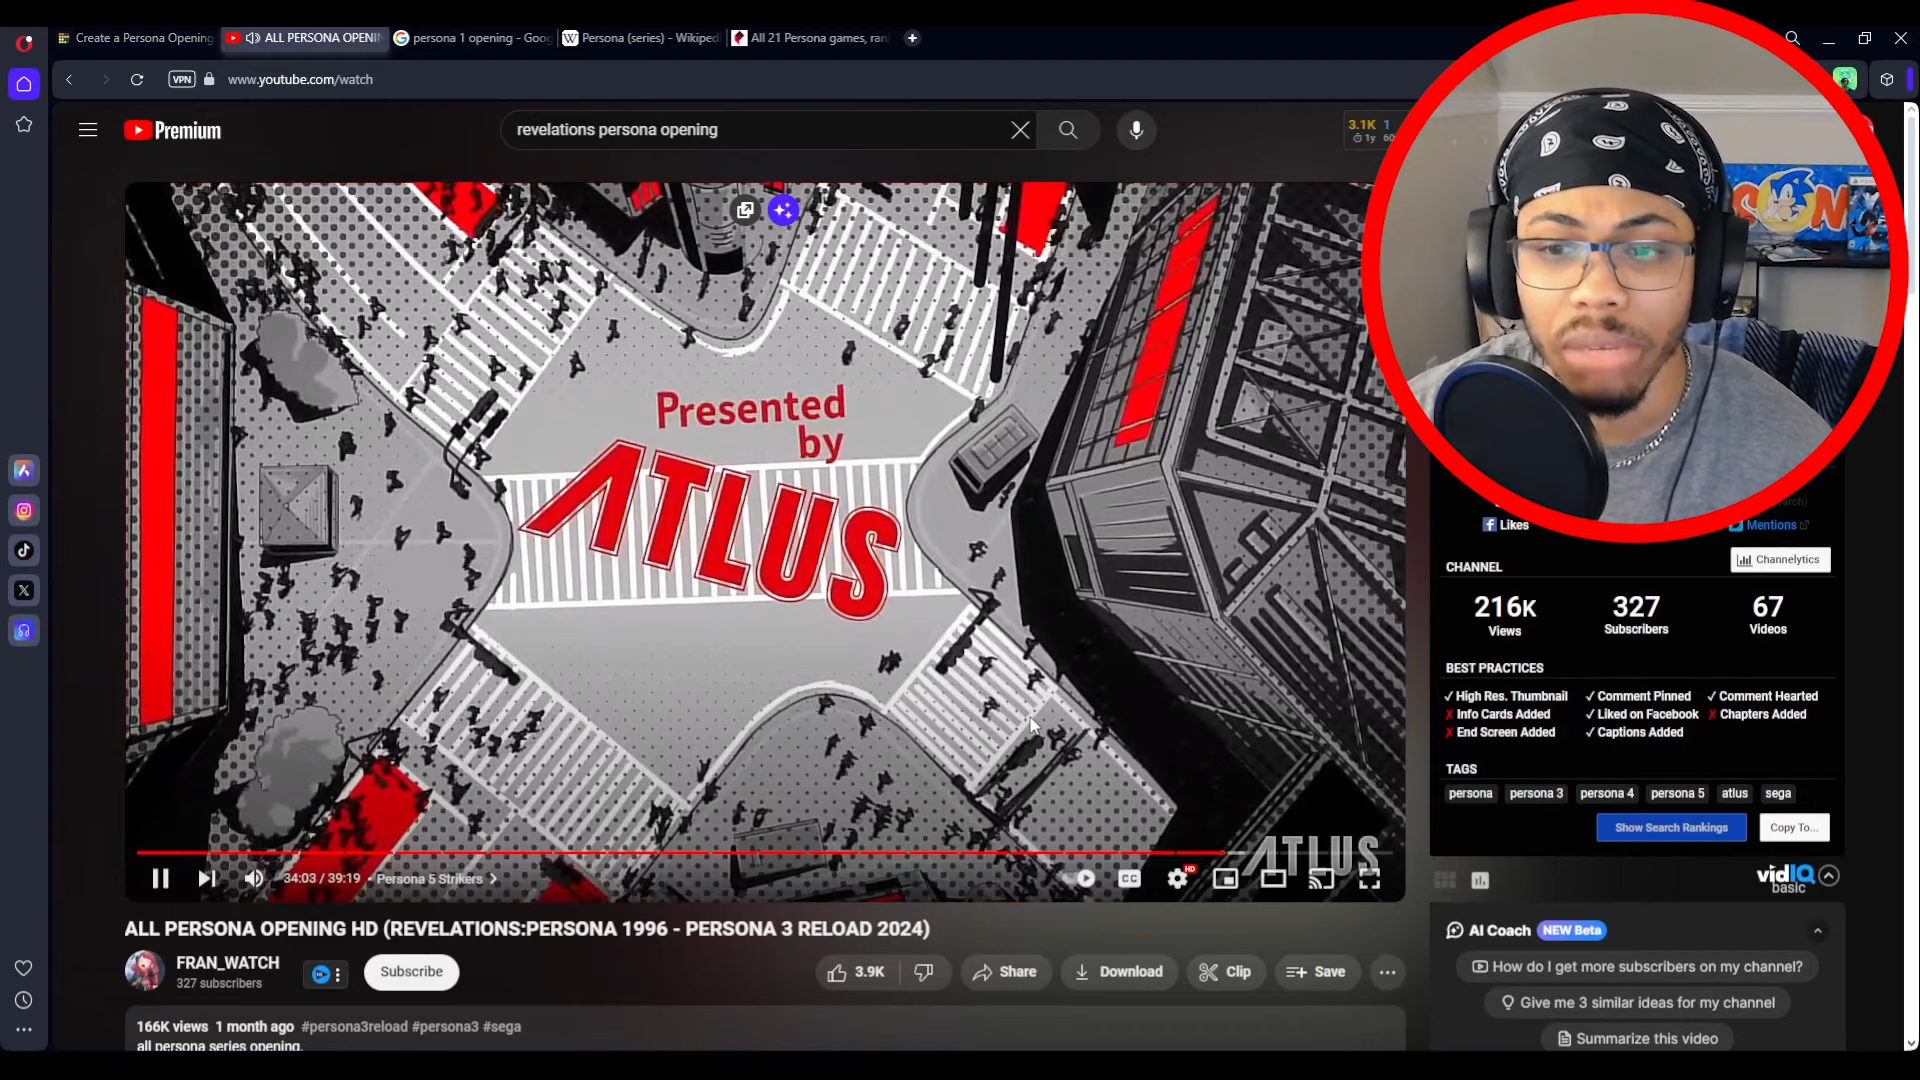 Create a Persona Opening
ALL PERSONA OPENIN
persona 1 opening - Goo
Persona (series) - Wikiped
All 21 Persona games, ran
VPN
www.youtube.com/watch
Premium
revelations persona opening
3.1K 1
1y 60
SONIC
Presented
by
ATLUS
Likes
Mentions
CHANNEL
Channelytics
216K
327
67
Views
Subscribers
Videos
BEST PRACTICES
✓ High Res. Thumbnail ✓ Comment Pinned ✓ Comment Hearted
✗ Info Cards Added ✓ Liked on Facebook ✗ Chapters Added
✗ End Screen Added ✓ Captions Added
TAGS
persona persona 3 persona 4 persona 5 atlus sega
Show Search Rankings
Copy To...
vidIQ
basic
ATLUS
34:03 / 39:19 • Persona 5 Strikers
CC
HD
ALL PERSONA OPENING HD (REVELATIONS:PERSONA 1996 - PERSONA 3 RELOAD 2024)
FRAN_WATCH
327 subscribers
Subscribe
3.9K
Share
Download
Clip
Save
166K views 1 month ago #persona3reload #persona3 #sega
all persona series opening.
AI Coach NEW Beta
How do I get more subscribers on my channel?
Give me 3 similar ideas for my channel
Summarize this video